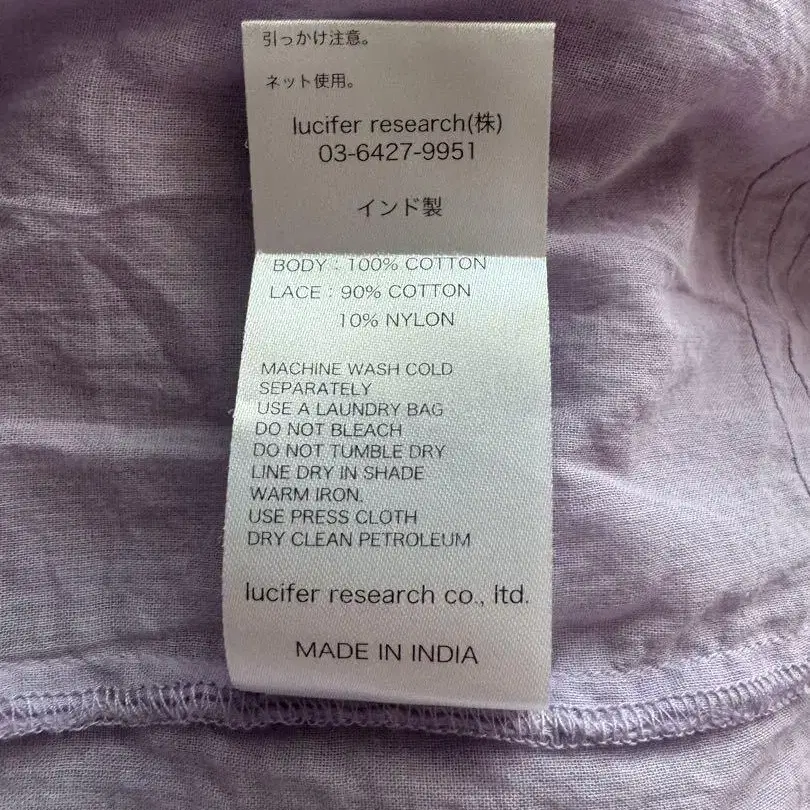 引っかけ注意。
ネット使用。
lucifer research(株)
03-6427-9951
インド製
BODY : 100% COTTON
LACE : 90% COTTON
10% NYLON
MACHINE WASH COLD
SEPARATELY
USE A LAUNDRY BAG
DO NOT BLEACH
DO NOT TUMBLE DRY
LINE DRY IN SHADE
WARM IRON.
USE PRESS CLOTH
DRY CLEAN PETROLEUM
lucifer research co., ltd.
MADE IN INDIA